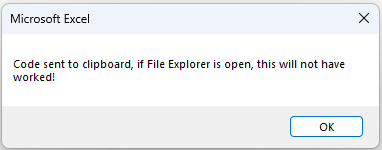 Microsoft Excel
Code sent to clipboard, if File Explorer is open, this will not have
worked!
OK